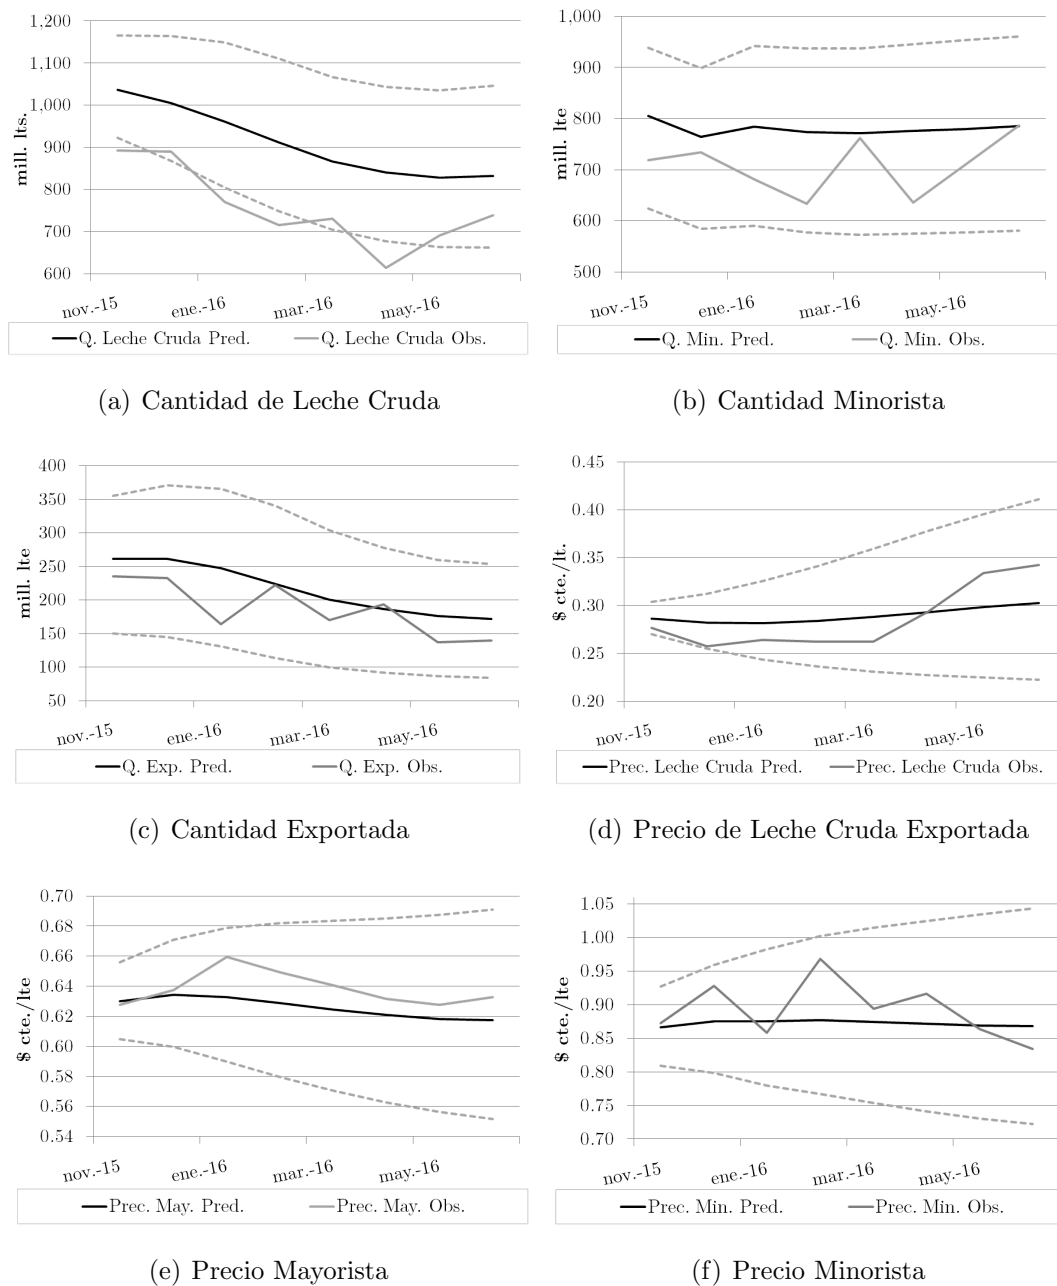 1,200
1,100
1,000
900
800
700
600
mill. lts.
nov.-15 ene.-16 mar.-16 may.-16
Q. Leche Cruda Pred. Q. Leche Cruda Obs.
(a) Cantidad de Leche Cruda
1,000
900
800
700
600
500
mill. lte
nov.-15 ene.-16 mar.-16 may.-16
Q. Min. Pred. Q. Min. Obs.
(b) Cantidad Minorista
400
350
300
250
200
150
100
50
mill. lte
nov.-15 ene.-16 mar.-16 may.-16
Q. Exp. Pred. Q. Exp. Obs.
(c) Cantidad Exportada
0.45
0.40
0.35
0.30
0.25
0.20
$ cte./lt.
nov.-15 ene.-16 mar.-16 may.-16
Prec. Leche Cruda Pred. Prec. Leche Cruda Obs.
(d) Precio de Leche Cruda Exportada
0.70
0.68
0.66
0.64
0.62
0.60
0.58
0.56
0.54
$ cte./lte
nov.-15 ene.-16 mar.-16 may.-16
Prec. May. Pred. Prec. May. Obs.
(e) Precio Mayorista
1.05
1.00
0.95
0.90
0.85
0.80
0.75
0.70
$ cte./lte
nov.-15 ene.-16 mar.-16 may.-16
Prec. Min. Pred. Prec. Min. Obs.
(f) Precio Minorista